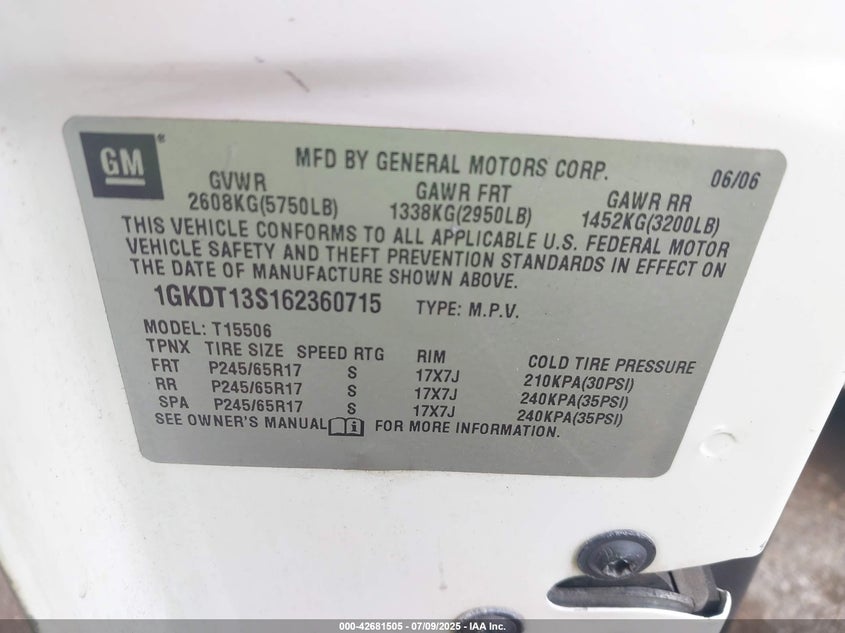 GM
MFD BY GENERAL MOTORS CORP. 06/06
GVWR GAWR FRT GAWR RR
2608KG(5750LB) 1338KG(2950LB) 1452KG(3200LB)
THIS VEHICLE CONFORMS TO ALL APPLICABLE U.S. FEDERAL MOTOR
VEHICLE SAFETY AND THEFT PREVENTION STANDARDS IN EFFECT ON
THE DATE OF MANUFACTURE SHOWN ABOVE.
1GKDT13S162360715 TYPE: M.P.V.
MODEL: T15506
TPNX TIRE SIZE SPEED RTG RIM COLD TIRE PRESSURE
FRT P245/65R17 S 17X7J 210KPA(30PSI)
RR P245/65R17 S 17X7J 240KPA(35PSI)
SPA P245/65R17 S 17X7J 240KPA(35PSI)
SEE OWNER'S MANUAL i FOR MORE INFORMATION.
000-42681505 - 07/09/2025 - IAA Inc.